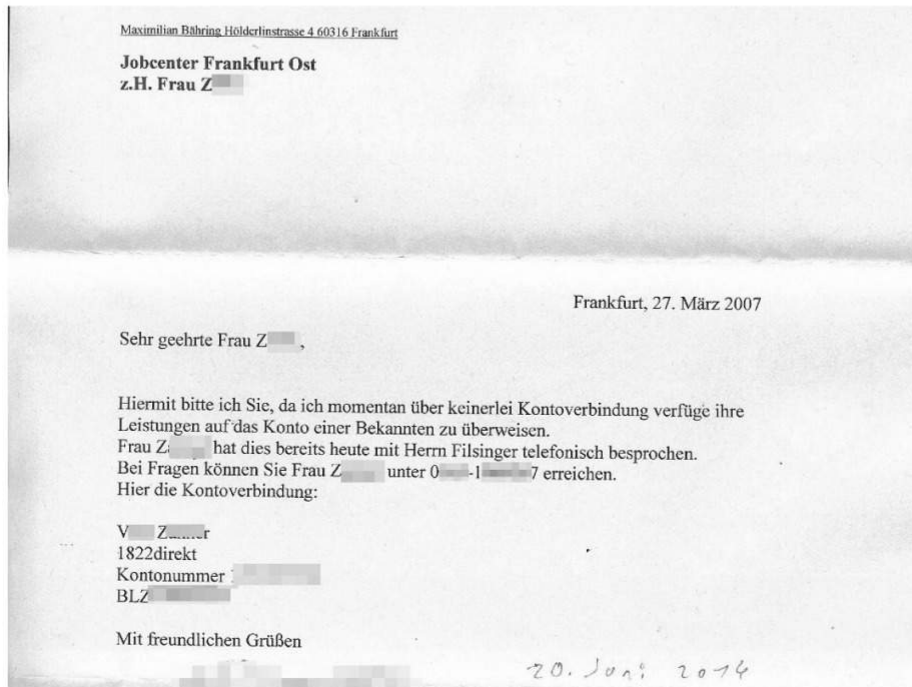 Maximilian Bähring Hölderlinstrasse 4 60316 Frankfurt
Jobcenter Frankfurt Ost
z.H. Frau Z
Frankfurt, 27. März 2007
Sehr geehrte Frau Z ,
Hiermit bitte ich Sie, da ich momentan über keinerlei Kontoverbindung verfüge ihre
Leistungen auf das Konto einer Bekannten zu überweisen.
Frau Z hat dies bereits heute mit Herrn Filsinger telefonisch besprochen.
Bei Fragen können Sie Frau Z unter 0 -1 7 erreichen.
Hier die Kontoverbindung:
V Z r
1822direkt
Kontonummer
BLZ
Mit freundlichen Grüßen
20. Juni 2014